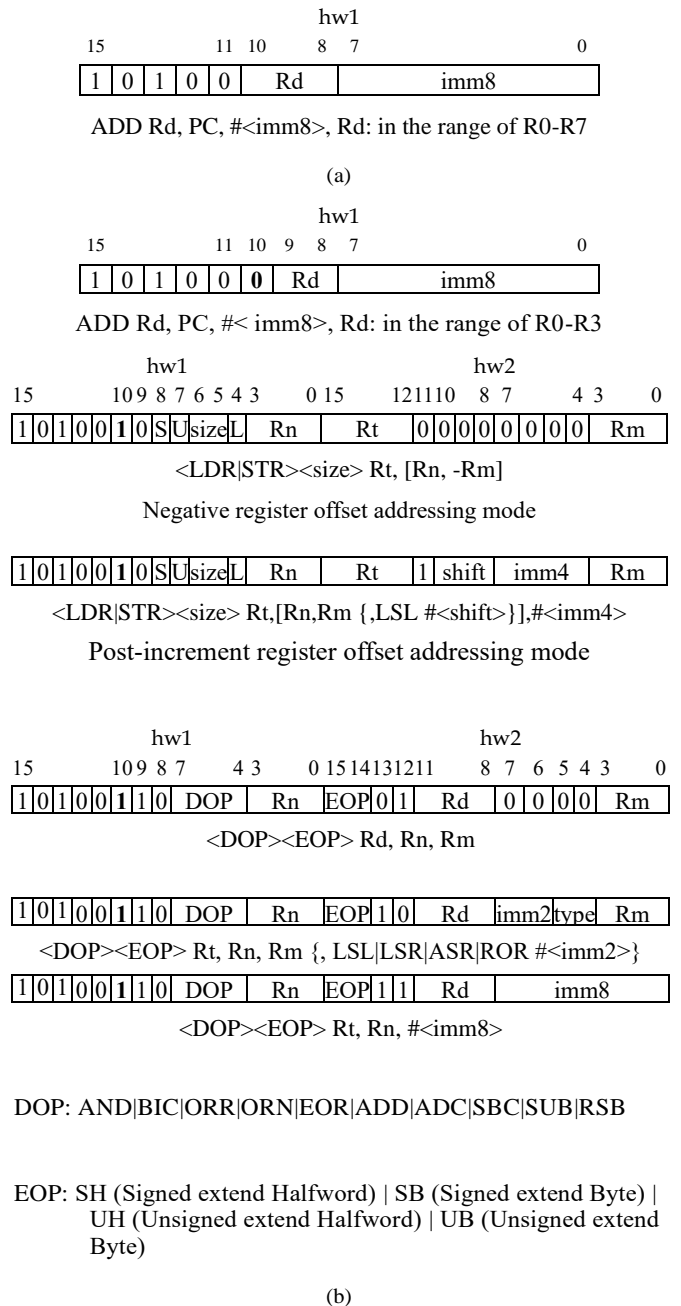 hw1
15 11 10 8 7 0
1 0 1 0 0 Rd imm8
ADD Rd, PC, #<imm8>, Rd: in the range of R0-R7
(a)
hw1
15 11 10 9 8 7 0
1 0 1 0 0 0 Rd imm8
ADD Rd, PC, #< imm8>, Rd: in the range of R0-R3
hw1 hw2
15 10 9 8 7 6 5 4 3 0 15 12 11 10 8 7 4 3 0
1 0 1 0 0 1 0 S U size L Rn Rt 0 0 0 0 0 0 0 0 Rm
<LDR|STR><size> Rt, [Rn, -Rm]
Negative register offset addressing mode
1 0 1 0 0 1 0 S U size L Rn Rt 1 shift imm4 Rm
<LDR|STR><size> Rt,[Rn,Rm {,LSL #<shift>}],#<imm4>
Post-increment register offset addressing mode
hw1 hw2
15 10 9 8 7 4 3 0 15 14 13 12 11 8 7 6 5 4 3 0
1 0 1 0 0 1 1 0 DOP Rn EOP 0 1 Rd 0 0 0 0 Rm
<DOP><EOP> Rd, Rn, Rm
1 0 1 0 0 1 1 0 DOP Rn EOP 1 0 Rd imm2 type Rm
<DOP><EOP> Rt, Rn, Rm {, LSL|LSR|ASR|ROR #<imm2>}
1 0 1 0 0 1 1 0 DOP Rn EOP 1 1 Rd imm8
<DOP><EOP> Rt, Rn, #<imm8>
DOP: AND|BIC|ORR|ORN|EOR|ADD|ADC|SBC|SUB|RSB
EOP: SH (Signed extend Halfword) | SB (Signed extend Byte) |
UH (Unsigned extend Halfword) | UB (Unsigned extend
Byte)
(b)